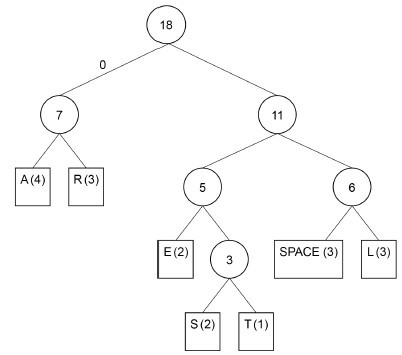 18
0
7
11
A (4)
R (3)
5
6
E (2)
3
SPACE (3)
L (3)
S (2)
T (1)